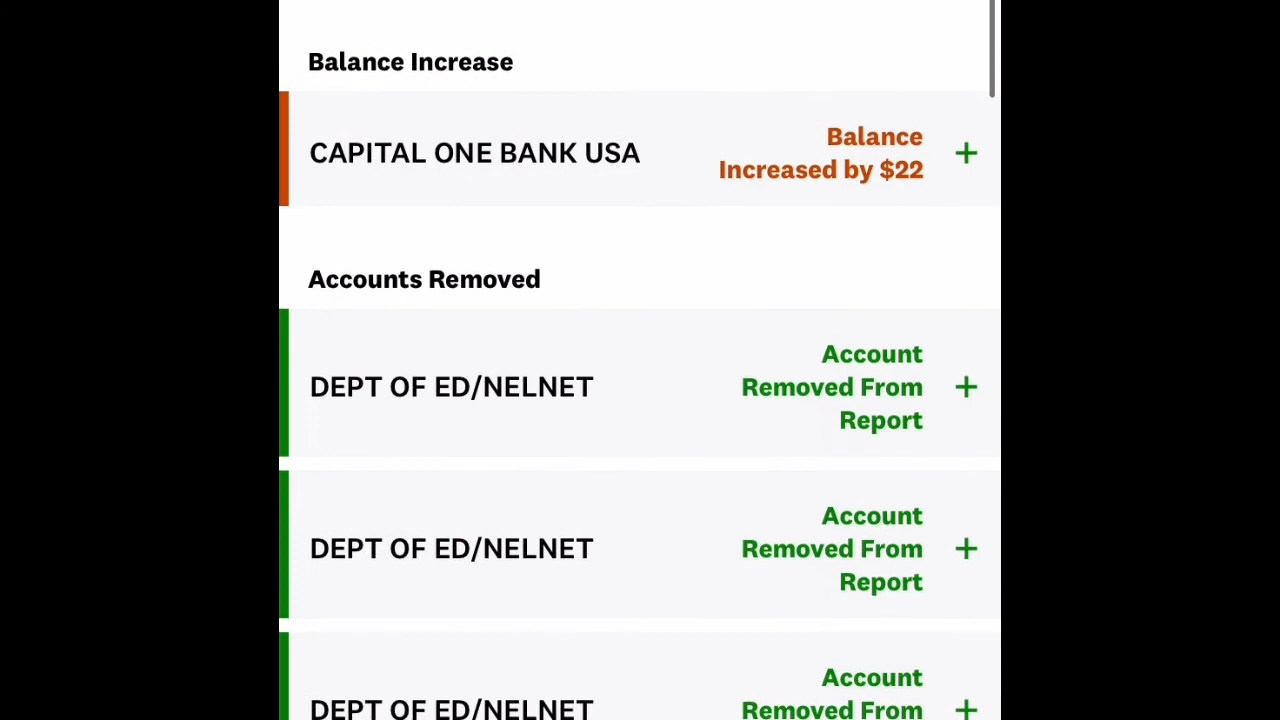 Balance Increase
CAPITAL ONE BANK USA
Balance
Increased by $22
+
Accounts Removed
DEPT OF ED/NELNET
Account
Removed From
Report
+
DEPT OF ED/NELNET
Account
Removed From
Report
+
DEPT OF ED/NELNET
Account
Removed From
+